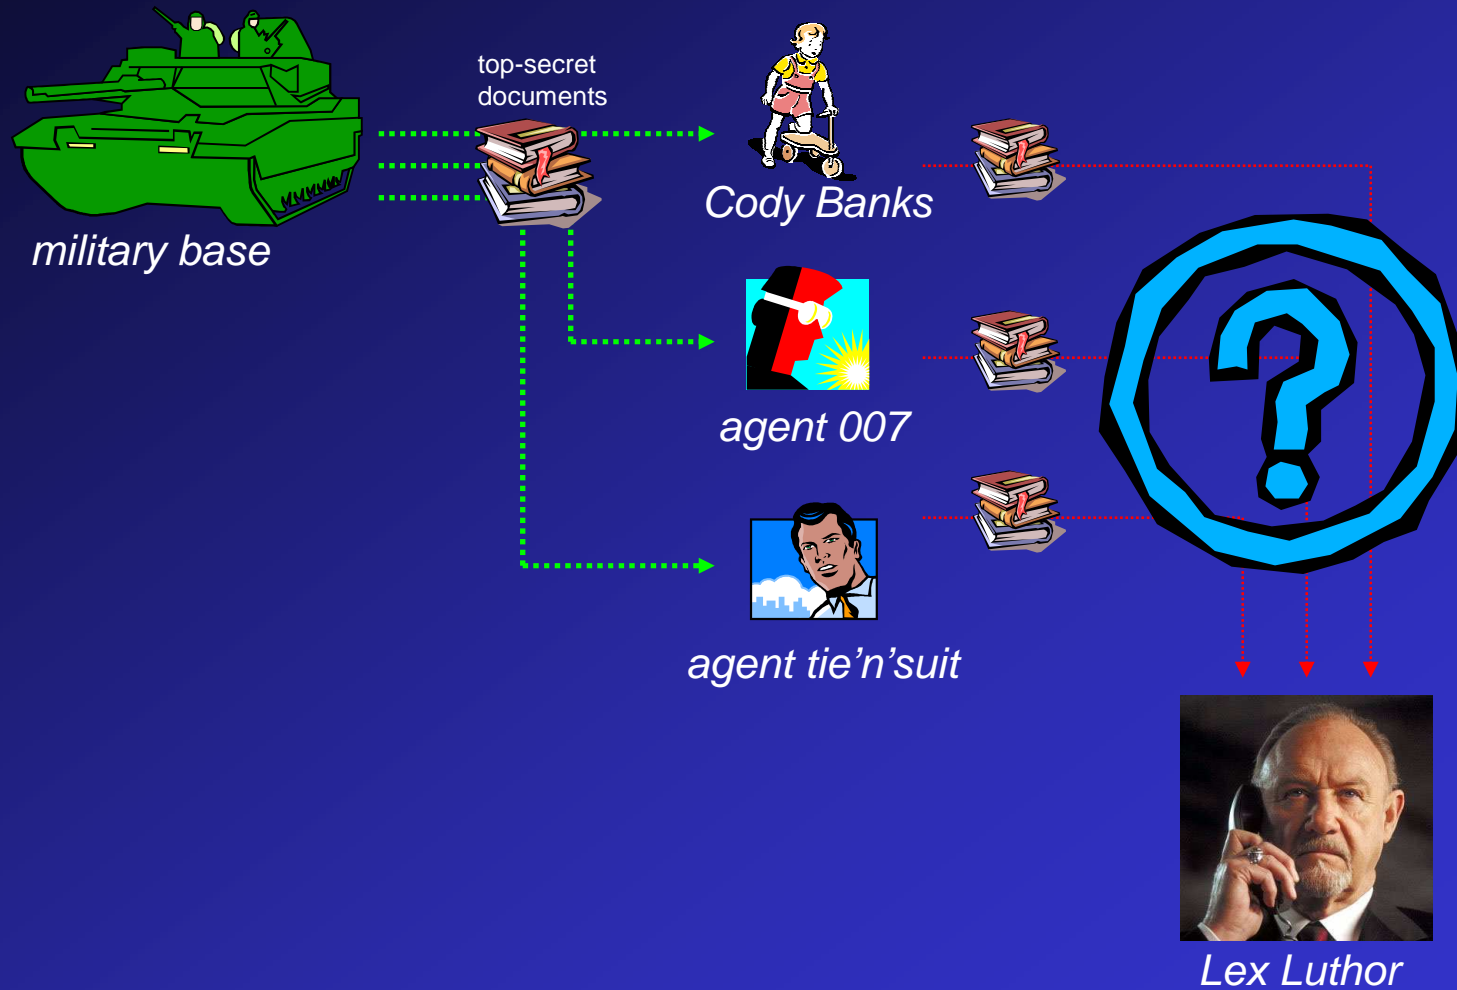 top-secret
documents
military base
Cody Banks
agent 007
agent tie’n’suit
Lex Luthor